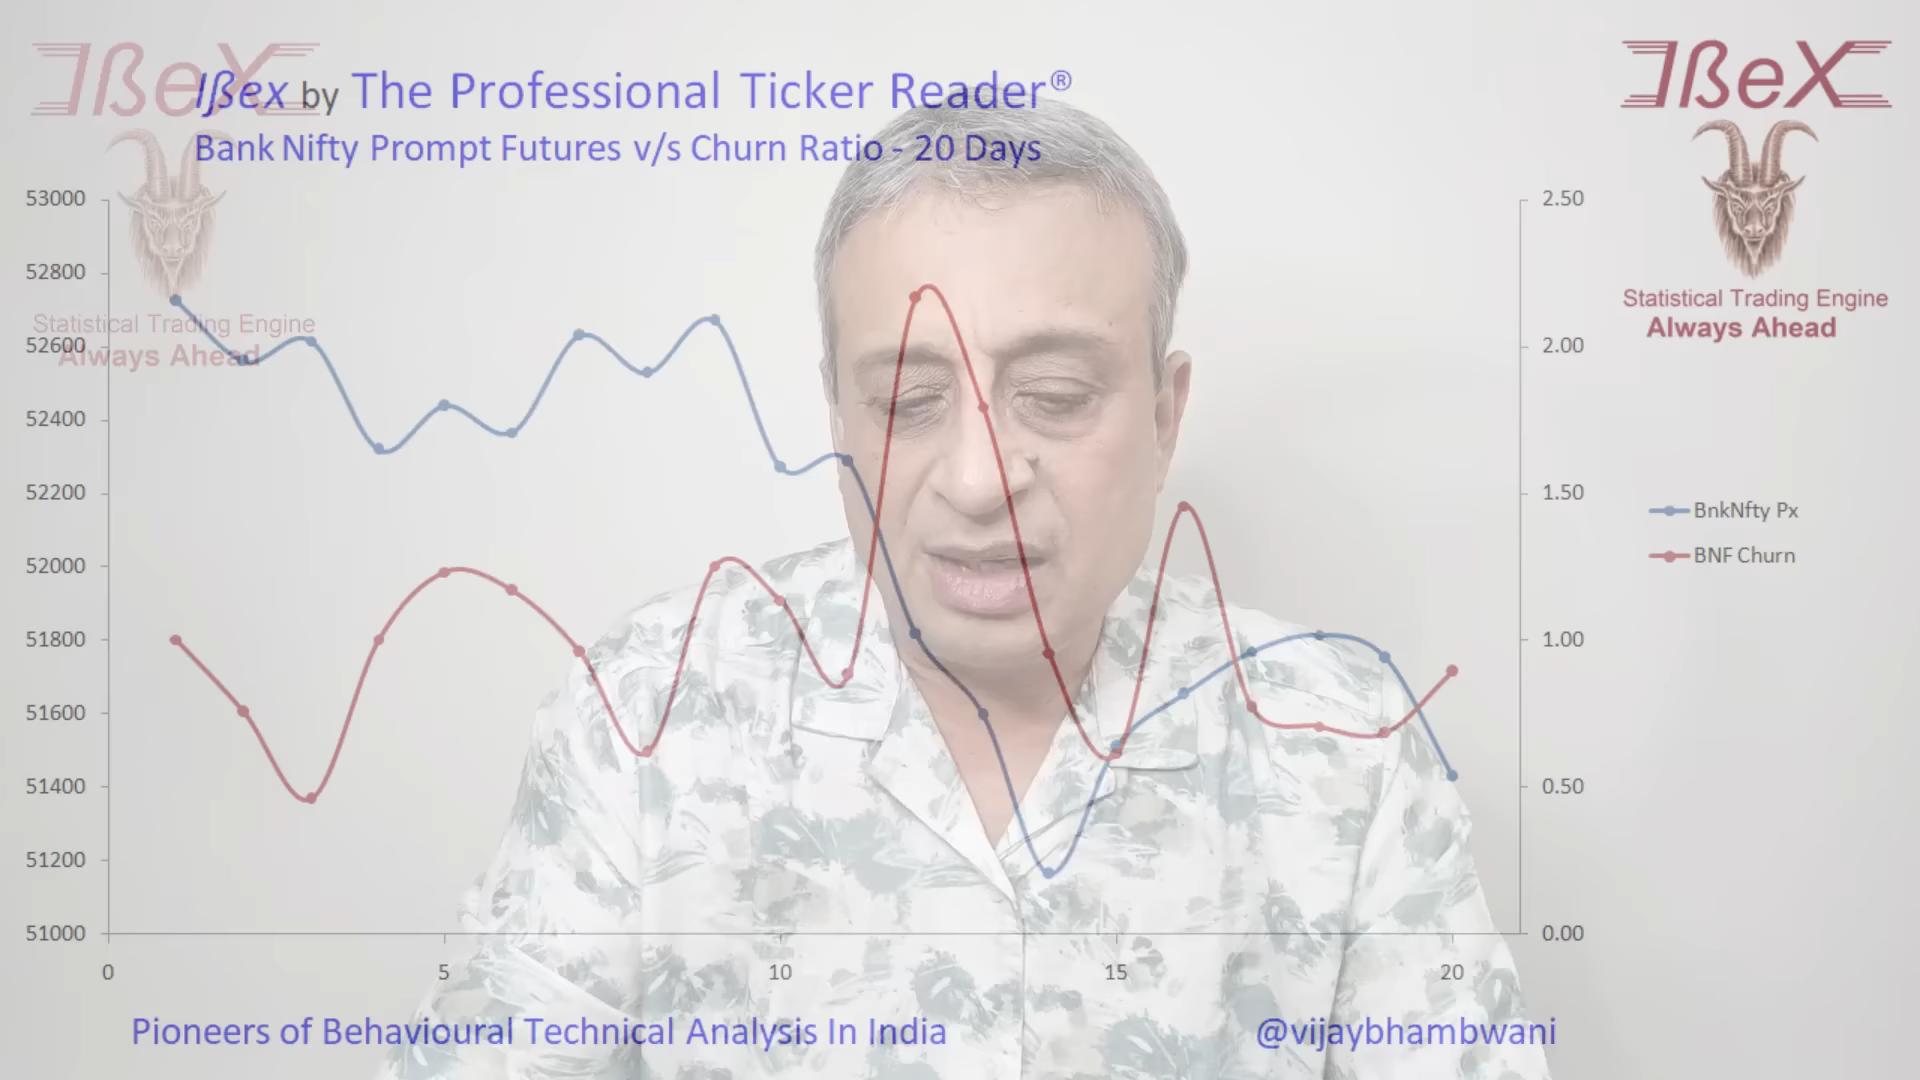 IßeX
Ißex by The Professional Ticker Reader®
IßeX
Bank Nifty Prompt Futures v/s Churn Ratio - 20 Days
53000
2.50
52800
Statistical Trading Engine
Statistical Trading Engine
Always Ahead
Always Ahead
52600
2.00
52400
52200
1.50
BnkNfty Px
BNF Churn
52000
51800
1.00
51600
51400
0.50
51200
51000
0.00
0 5 10 15 20
Pioneers of Behavioural Technical Analysis In India
@vijaybhambwani